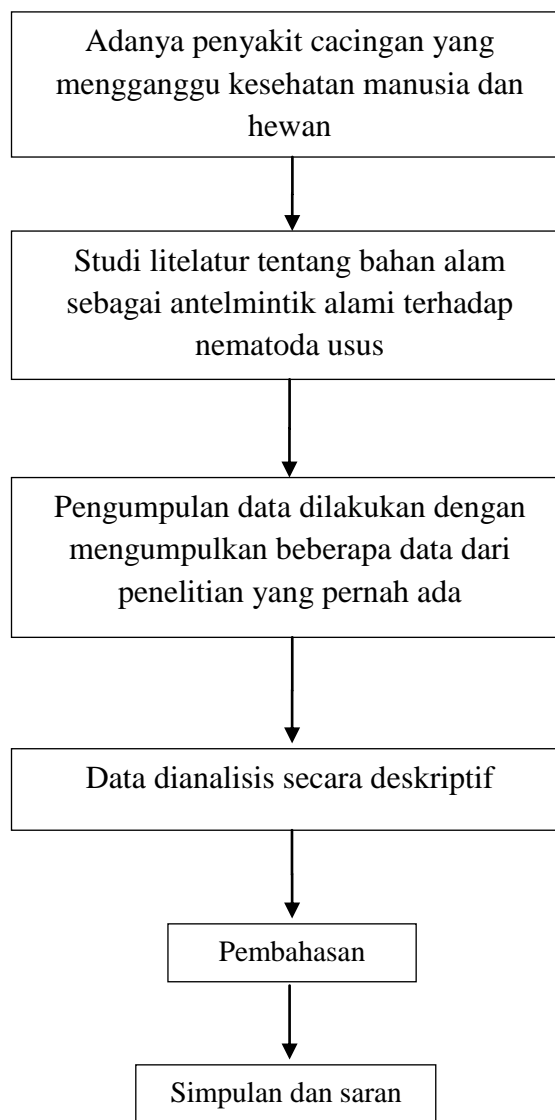 Adanya penyakit cacingan yang
mengganggu kesehatan manusia dan
hewan
Studi litelatur tentang bahan alam
sebagai antelmintik alami terhadap
nematoda usus
Pengumpulan data dilakukan dengan
mengumpulkan beberapa data dari
penelitian yang pernah ada
Data dianalisis secara deskriptif
Pembahasan
Simpulan dan saran